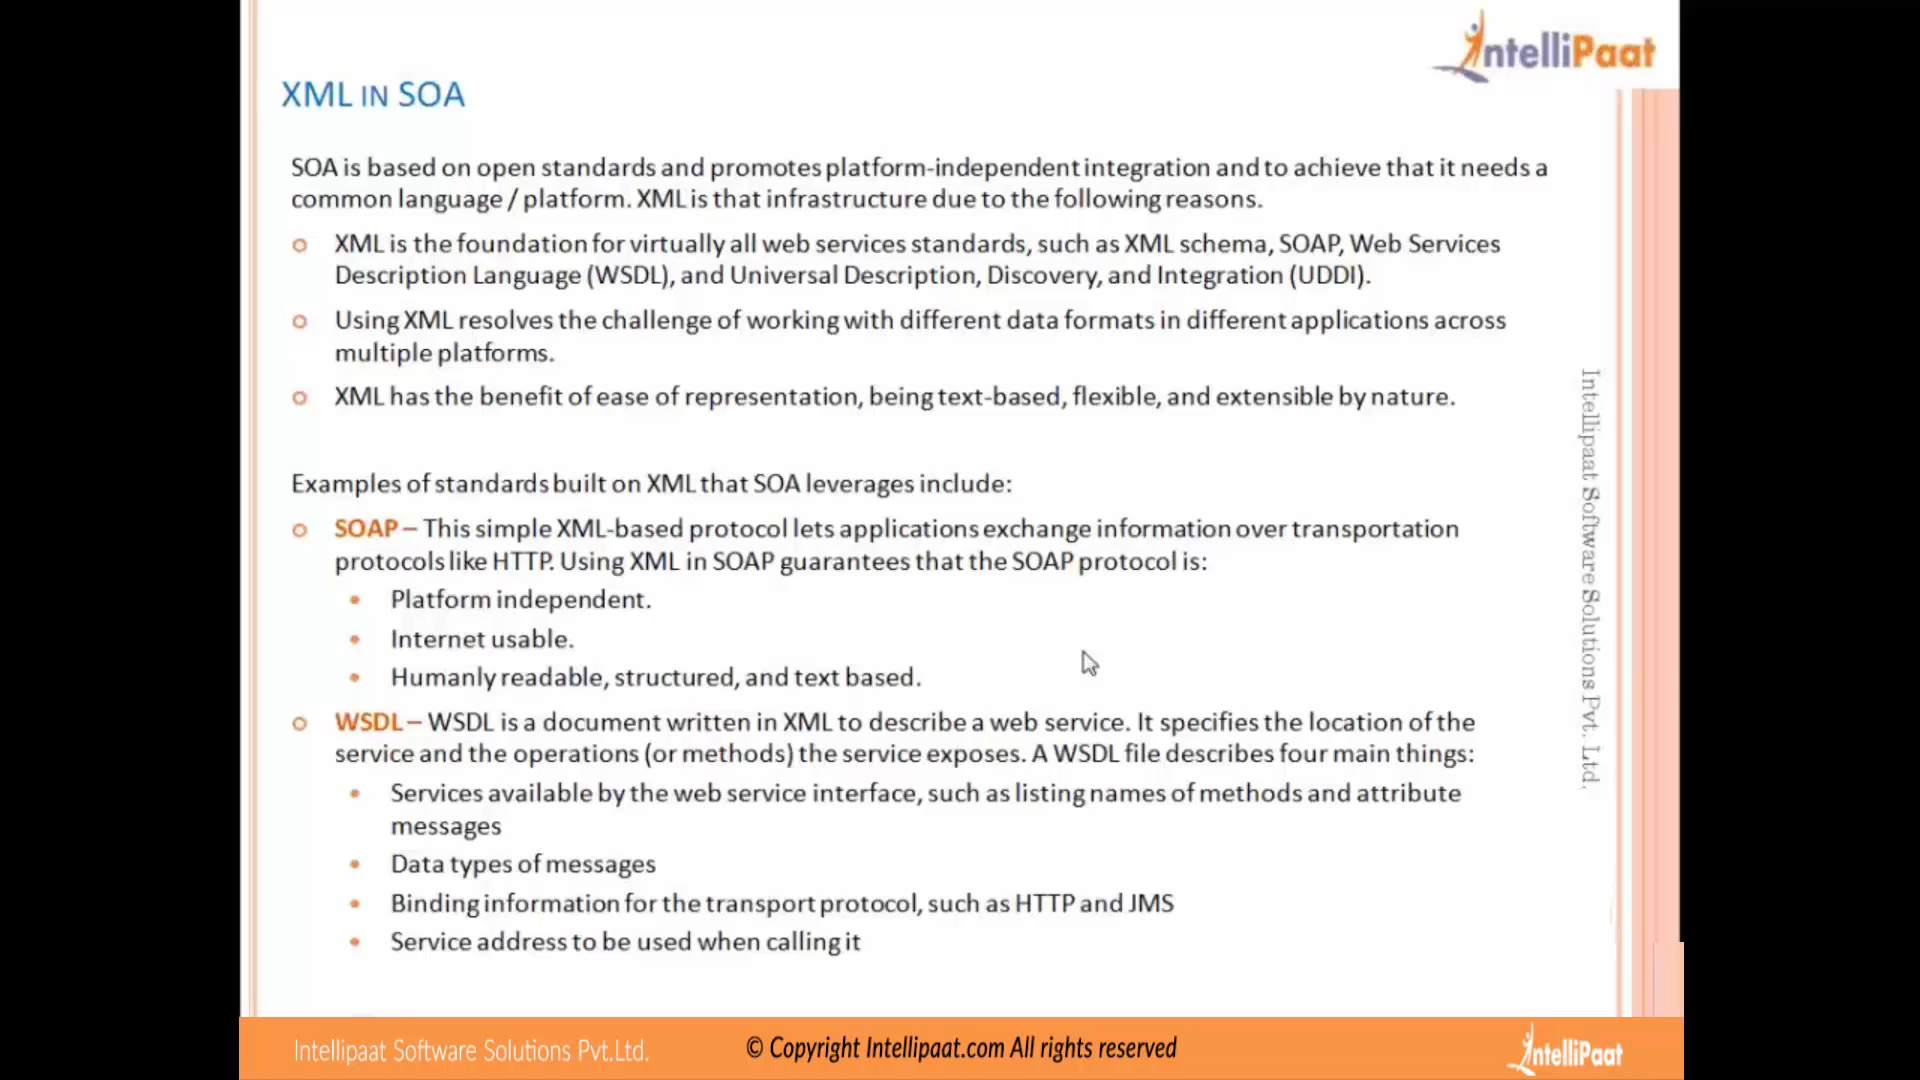 IntelliPaat
XML IN SOA
SOA is based on open standards and promotes platform-independent integration and to achieve that it needs a
common language / platform. XML is that infrastructure due to the following reasons.
XML is the foundation for virtually all web services standards, such as XML schema, SOAP, Web Services
Description Language (WSDL), and Universal Description, Discovery, and Integration (UDDI).
Using XML resolves the challenge of working with different data formats in different applications across
multiple platforms.
XML has the benefit of ease of representation, being text-based, flexible, and extensible by nature.
Examples of standards built on XML that SOA leverages include:
SOAP – This simple XML-based protocol lets applications exchange information over transportation
protocols like HTTP. Using XML in SOAP guarantees that the SOAP protocol is:
Platform independent.
Internet usable.
Humanly readable, structured, and text based.
WSDL – WSDL is a document written in XML to describe a web service. It specifies the location of the
service and the operations (or methods) the service exposes. A WSDL file describes four main things:
Services available by the web service interface, such as listing names of methods and attribute
messages
Data types of messages
Binding information for the transport protocol, such as HTTP and JMS
Service address to be used when calling it
Intellipaat Software Solutions Pvt. Ltd.
Intellipaat Software Solutions Pvt.Ltd.
© Copyright Intellipaat.com All rights reserved
IntelliPaat